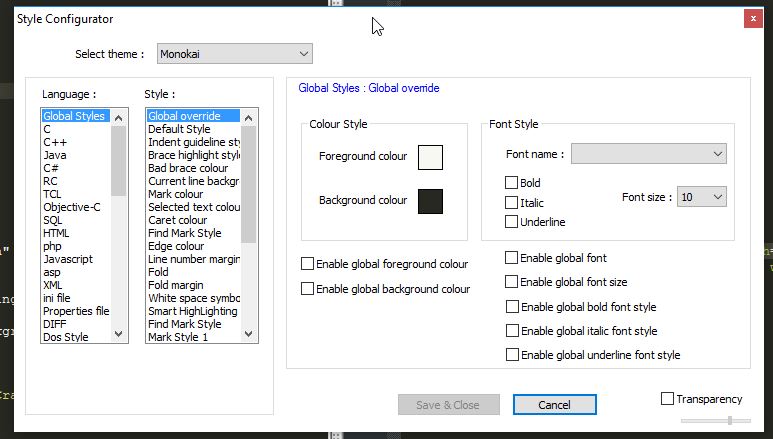 Style Configurator
x
Select theme : Monokai
Language :
Global Styles
C
C++
Java
C#
RC
TCL
Objective-C
SQL
HTML
php
Javascript
asp
XML
ini file
Properties file
DIFF
Dos Style
Style :
Global override
Default Style
Indent guideline sty
Brace highlight style
Bad brace colour
Current line backgr
Mark colour
Selected text colou
Caret colour
Find Mark Style
Edge colour
Line number margin
Fold
Fold margin
White space symbo
Smart HighLighting
Find Mark Style
Mark Style 1
Global Styles : Global override
Colour Style
Foreground colour
Background colour
Font Style
Font name :
Bold
Italic
Underline
Font size : 10
Enable global foreground colour
Enable global background colour
Enable global font
Enable global font size
Enable global bold font style
Enable global italic font style
Enable global underline font style
Save & Close
Cancel
Transparency